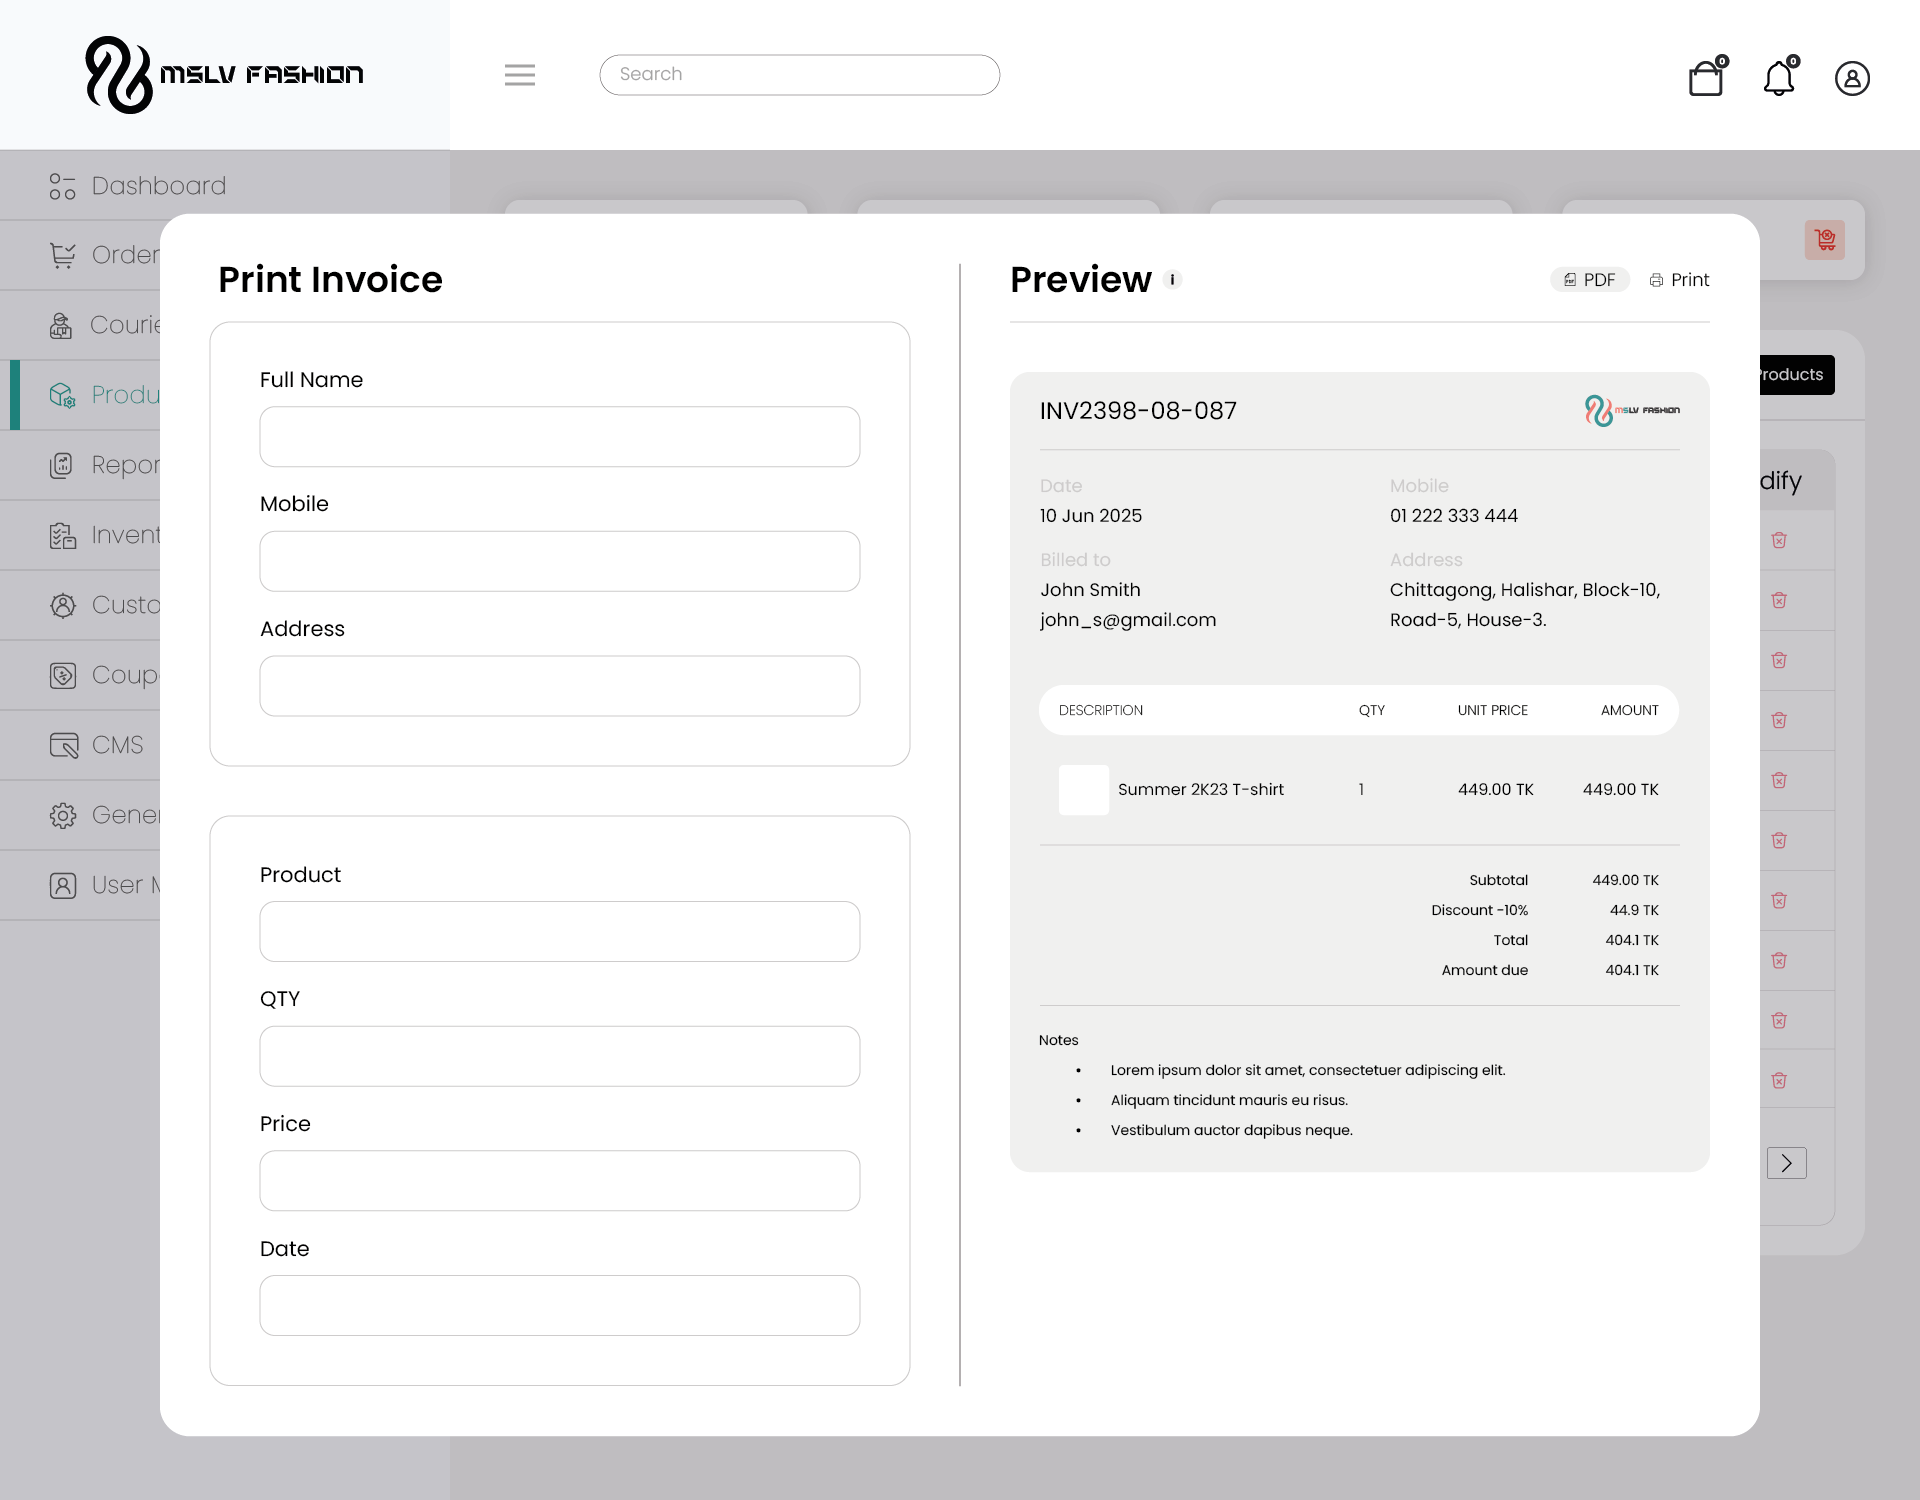 MSLV FASHION
Search
0
0
Dashboard
Order
Courie
Produ
Repor
Invent
Custo
Coup
CMS
Gene
User M
Print Invoice
Full Name
Mobile
Address
Product
QTY
Price
Date
Preview i
PDF
Print
INV2398-08-087
MSLV FASHION
Date
Mobile
10 Jun 2025
01 222 333 444
Billed to
Address
John Smith
Chittagong, Halishar, Block-10,
john_s@gmail.com
Road-5, House-3.
DESCRIPTION QTY UNIT PRICE AMOUNT
Summer 2K23 T-shirt 1 449.00 TK 449.00 TK
Subtotal 449.00 TK
Discount -10% 44.9 TK
Total 404.1 TK
Amount due 404.1 TK
Notes
• Lorem ipsum dolor sit amet, consectetuer adipiscing elit.
• Aliquam tincidunt mauris eu risus.
• Vestibulum auctor dapibus neque.
Products
dify